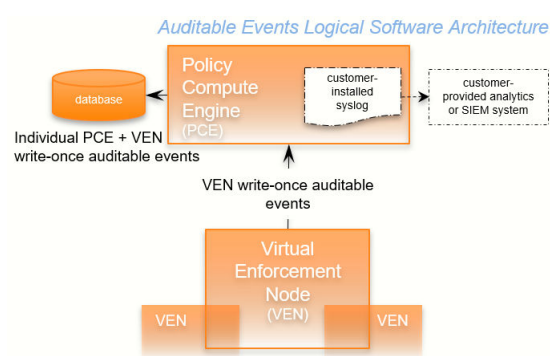 Auditable Events Logical Software Architecture
Policy
Compute
Engine
(PCE)
customer-
installed
syslog
customer-
provided analytics
or SIEM system
database
Individual PCE + VEN
write-once auditable events
VEN write-once auditable
events
Virtual
Enforcement
Node
(VEN)
VEN
VEN